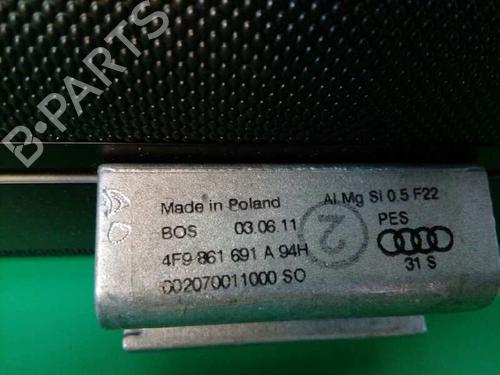 B-PARTS
Made in Poland
Al Mg Si 0.5 F22
BOS 03.06.11
2
PES
4F9 861 691 A 94H
31 S
002070011000 SO